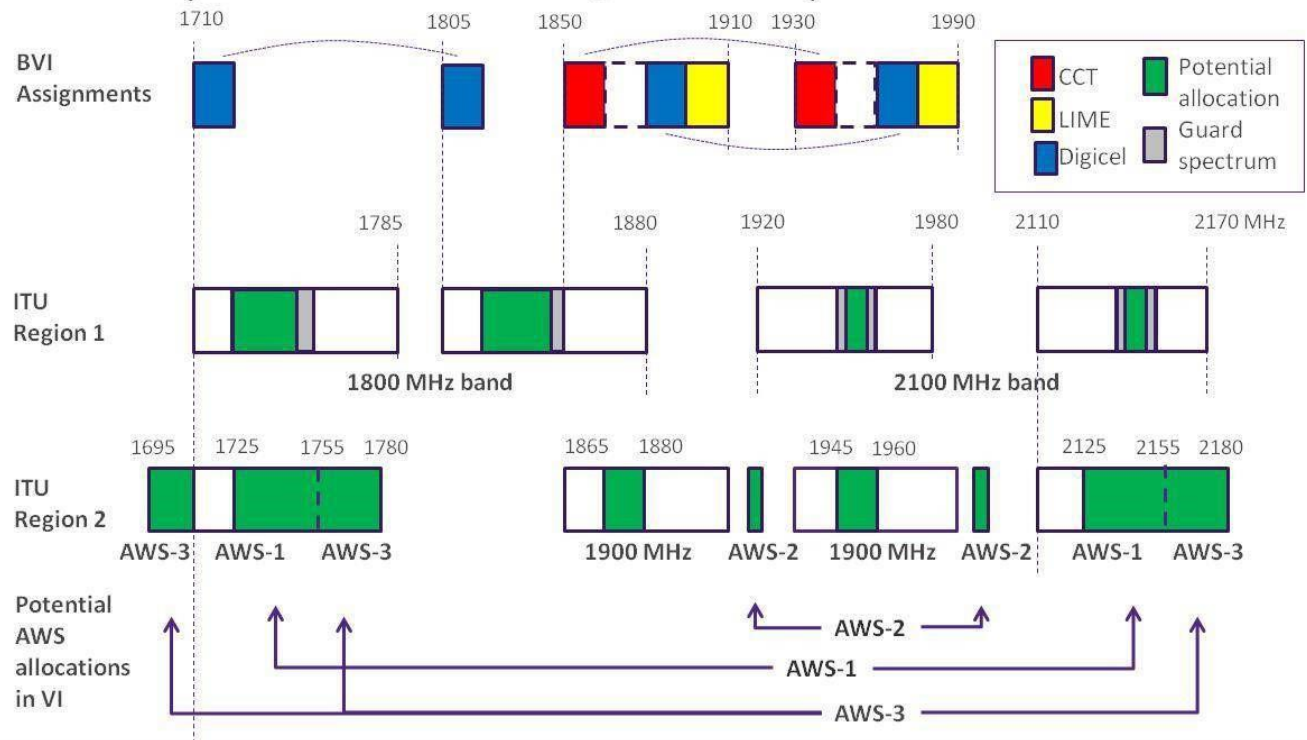 1710 1805 1850 1910 1930 1990
BVI
Assignments
CCT
LIME
Digicel
Potential
allocation
Guard
spectrum
1785 1880 1920 1980 2110 2170 MHz
ITU
Region 1
1800 MHz band 2100 MHz band
1695 1725 1755 1780 1865 1880 1945 1960 2125 2155 2180
ITU
Region 2
AWS-3 AWS-1 AWS-3 1900 MHz AWS-2 1900 MHz AWS-2 AWS-1 AWS-3
Potential
AWS
allocations
in VI
AWS-2
AWS-1
AWS-3